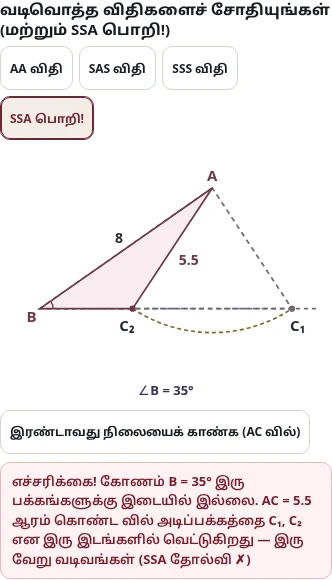 வடிவொத்த விதிகளைச் சோதியுங்கள்
(மற்றும் SSA பொறி!)
AA விதி
SAS விதி
SSS விதி
SSA பொறி!
A
8
5.5
B
C₂
C₁
∠B = 35°
இரண்டாவது நிலையைக் காண்க (AC வில்)
எச்சரிக்கை! கோணம் B = 35° இரு
பக்கங்களுக்கு இடையில் இல்லை. AC = 5.5
ஆரம் கொண்ட வில் அடிப்பக்கத்தை C₁, C₂
என இரு இடங்களில் வெட்டுகிறது — இரு
வேறு வடிவங்கள் (SSA தோல்வி ✗)